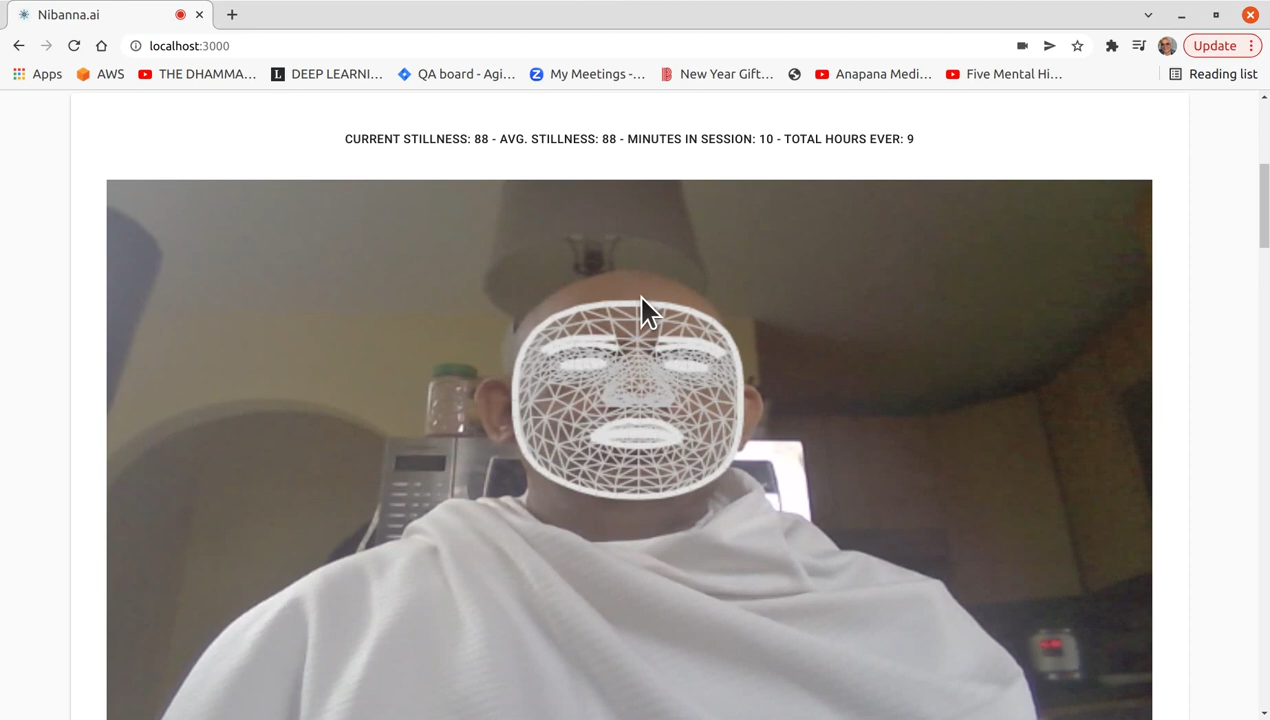 Nibanna.ai
localhost:3000
Update
Apps AWS THE DHAMMA... DEEP LEARNI... QA board - Agi... My Meetings -... New Year Gift... Anapana Medi... Five Mental Hi... Reading list
CURRENT STILLNESS: 88 - AVG. STILLNESS: 88 - MINUTES IN SESSION: 10 - TOTAL HOURS EVER: 9